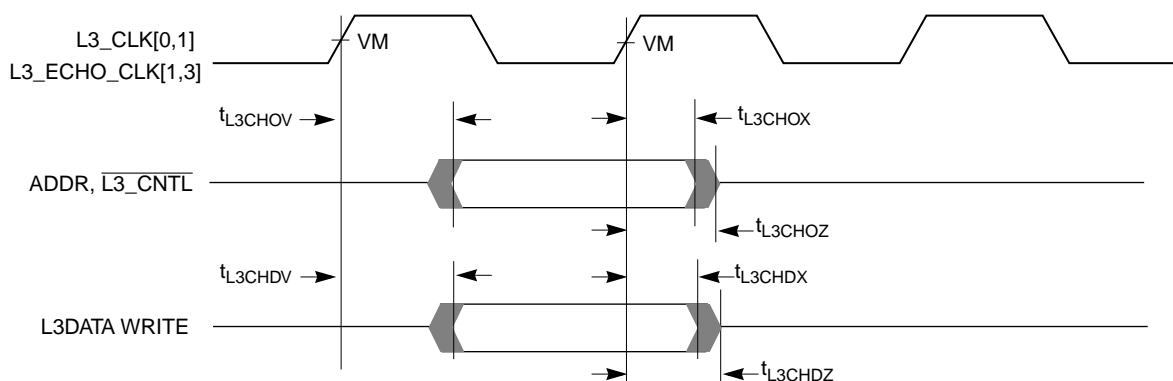 L3_CLK[0,1]
VM
VM
L3_ECHO_CLK[1,3]
tL3CHOV
tL3CHOX
ADDR, L3_CNTL
tL3CHOZ
tL3CHDV
tL3CHDX
L3DATA WRITE
tL3CHDZ